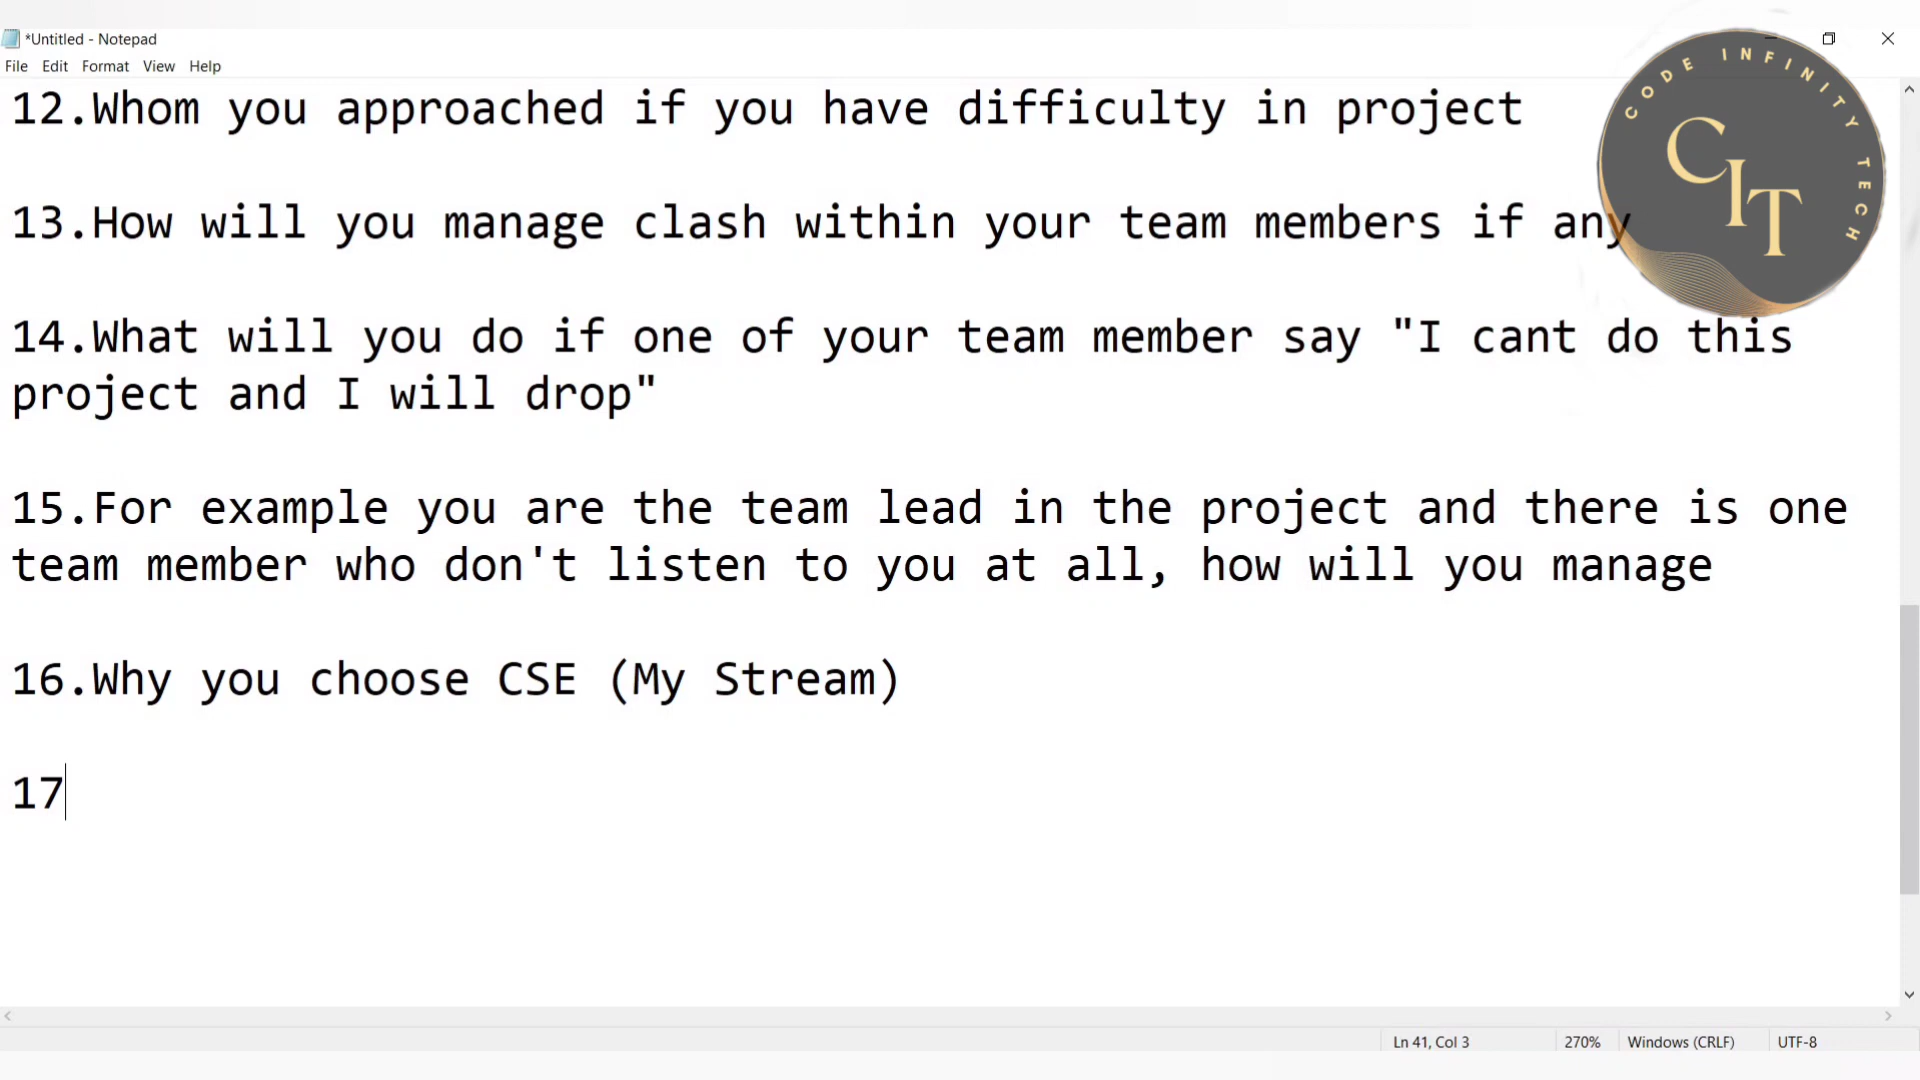 *Untitled - Notepad
File Edit Format View Help
CODE INFINITY TECH
CIT
12.Whom you approached if you have difficulty in project
13.How will you manage clash within your team members if any
14.What will you do if one of your team member say "I cant do this
project and I will drop"
15.For example you are the team lead in the project and there is one
team member who don't listen to you at all, how will you manage
16.Why you choose CSE (My Stream)
17
Ln 41, Col 3 270% Windows (CRLF) UTF-8